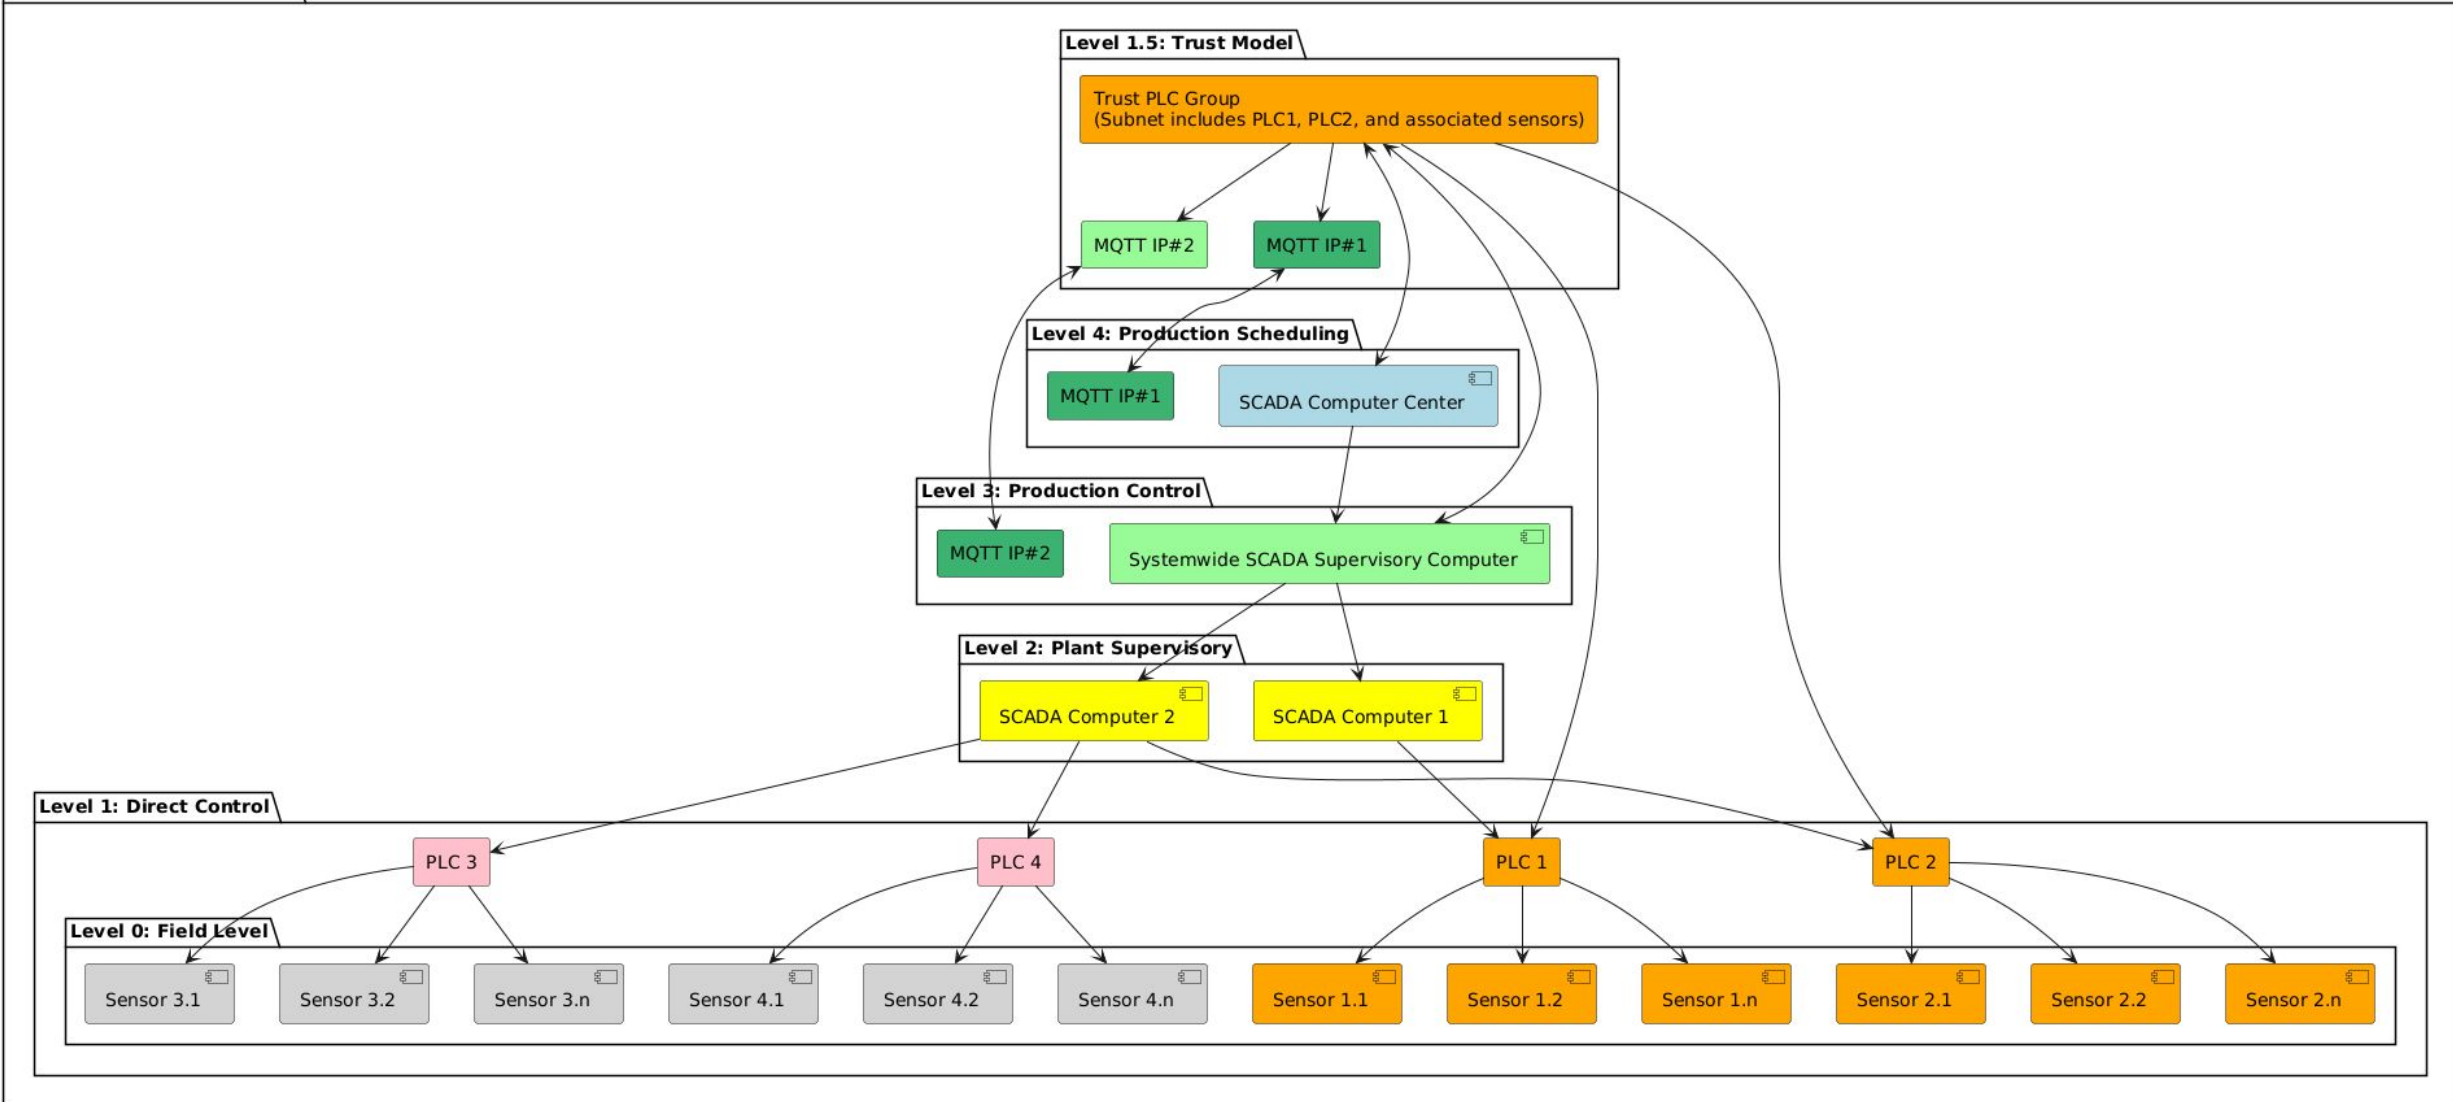 Level 1.5: Trust Model
Trust PLC Group
(Subnet includes PLC1, PLC2, and associated sensors)
MQTT IP#2
MQTT IP#1
Level 4: Production Scheduling
MQTT IP#1
SCADA Computer Center
Level 3: Production Control
MQTT IP#2
Systemwide SCADA Supervisory Computer
Level 2: Plant Supervisory
SCADA Computer 2
SCADA Computer 1
Level 1: Direct Control
PLC 3
PLC 4
PLC 1
PLC 2
Level 0: Field Level
Sensor 3.1
Sensor 3.2
Sensor 3.n
Sensor 4.1
Sensor 4.2
Sensor 4.n
Sensor 1.1
Sensor 1.2
Sensor 1.n
Sensor 2.1
Sensor 2.2
Sensor 2.n